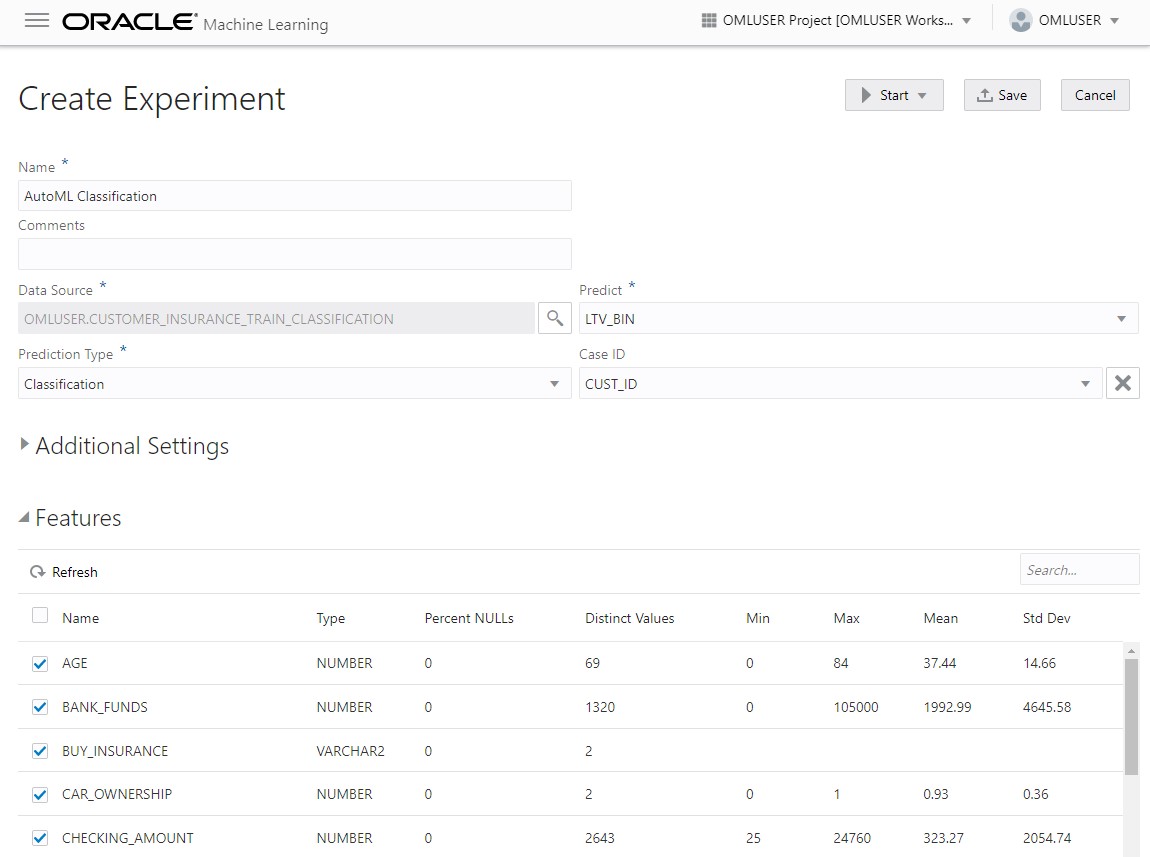 ORACLE® Machine Learning OMLUSER Project [OMLUSER Works... OMLUSER
Create Experiment Start Save Cancel
Name *
AutoML Classification
Comments
Data Source * Predict *
OMLUSER.CUSTOMER_INSURANCE_TRAIN_CLASSIFICATION LTV_BIN
Prediction Type * Case ID
Classification CUST_ID
Additional Settings
Features
Refresh Search...
Name Type Percent NULLs Distinct Values Min Max Mean Std Dev
AGE NUMBER 0 69 0 84 37.44 14.66
BANK_FUNDS NUMBER 0 1320 0 105000 1992.99 4645.58
BUY_INSURANCE VARCHAR2 0 2
CAR_OWNERSHIP NUMBER 0 2 0 1 0.93 0.36
CHECKING_AMOUNT NUMBER 0 2643 25 24760 323.27 2054.74